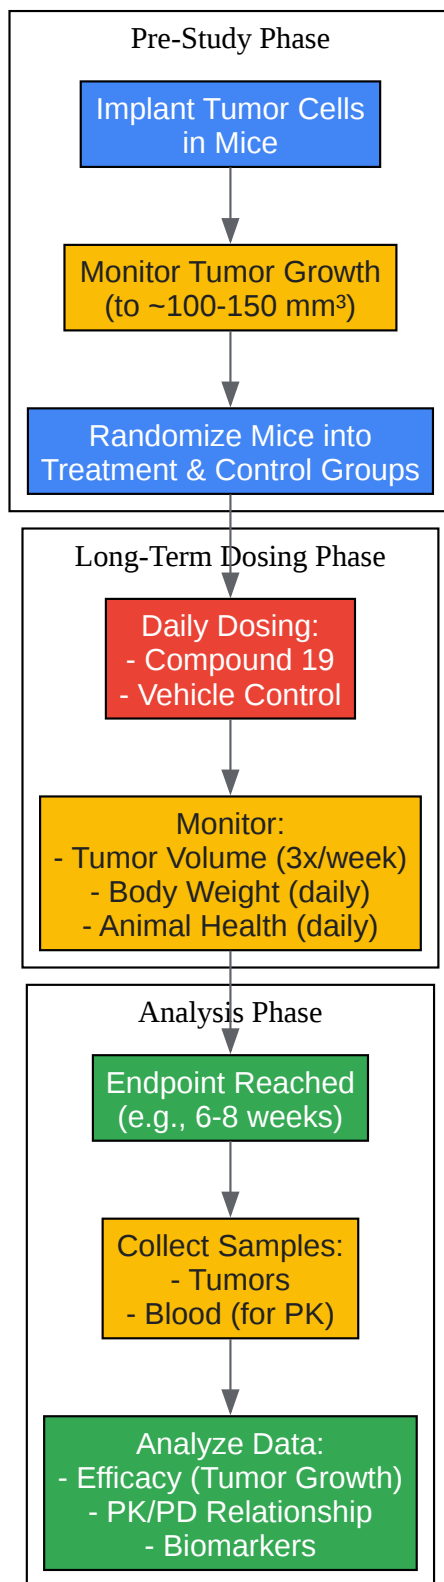 Pre-Study Phase
Implant Tumor Cells
in Mice
Monitor Tumor Growth
(to ~100-150 mm³)
Randomize Mice into
Treatment & Control Groups
Long-Term Dosing Phase
Daily Dosing:
- Compound 19
- Vehicle Control
Monitor:
- Tumor Volume (3x/week)
- Body Weight (daily)
- Animal Health (daily)
Analysis Phase
Endpoint Reached
(e.g., 6-8 weeks)
Collect Samples:
- Tumors
- Blood (for PK)
Analyze Data:
- Efficacy (Tumor Growth)
- PK/PD Relationship
- Biomarkers